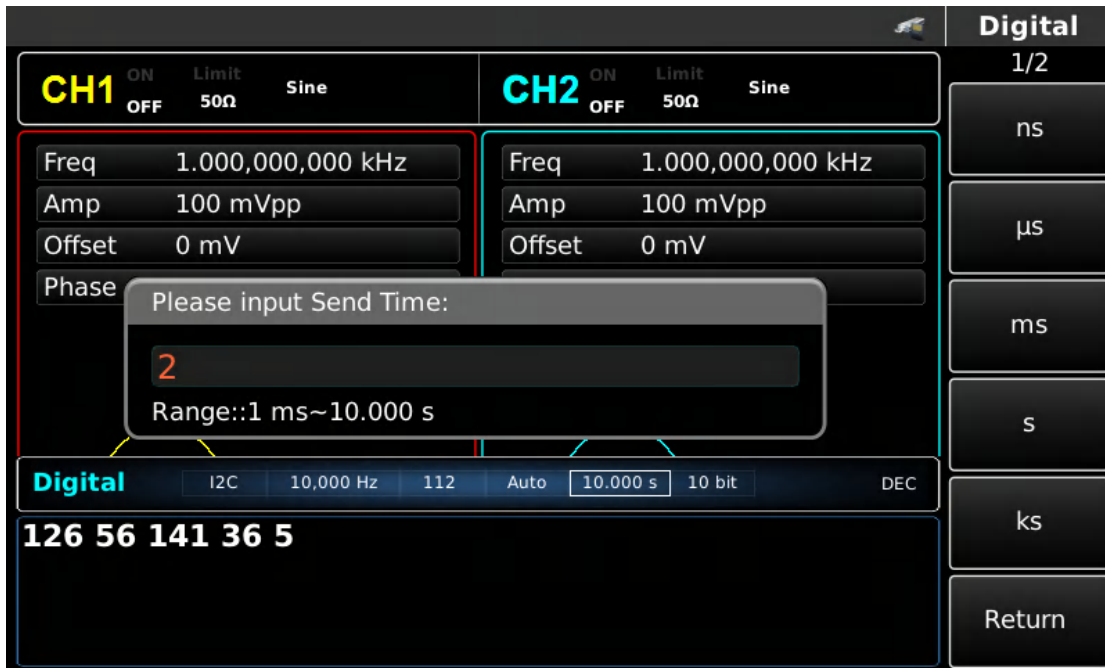 Digital
1/2
CH1 ON OFF Limit 50Ω Sine
CH2 ON OFF Limit 50Ω Sine
Freq 1.000,000,000 kHz
Amp 100 mVpp
Offset 0 mV
Phase
Freq 1.000,000,000 kHz
Amp 100 mVpp
Offset 0 mV
Please input Send Time:
2
Range::1 ms~10.000 s
Digital I2C 10,000 Hz 112 Auto 10.000 s 10 bit DEC
126 56 141 36 5
ns
µs
ms
s
ks
Return